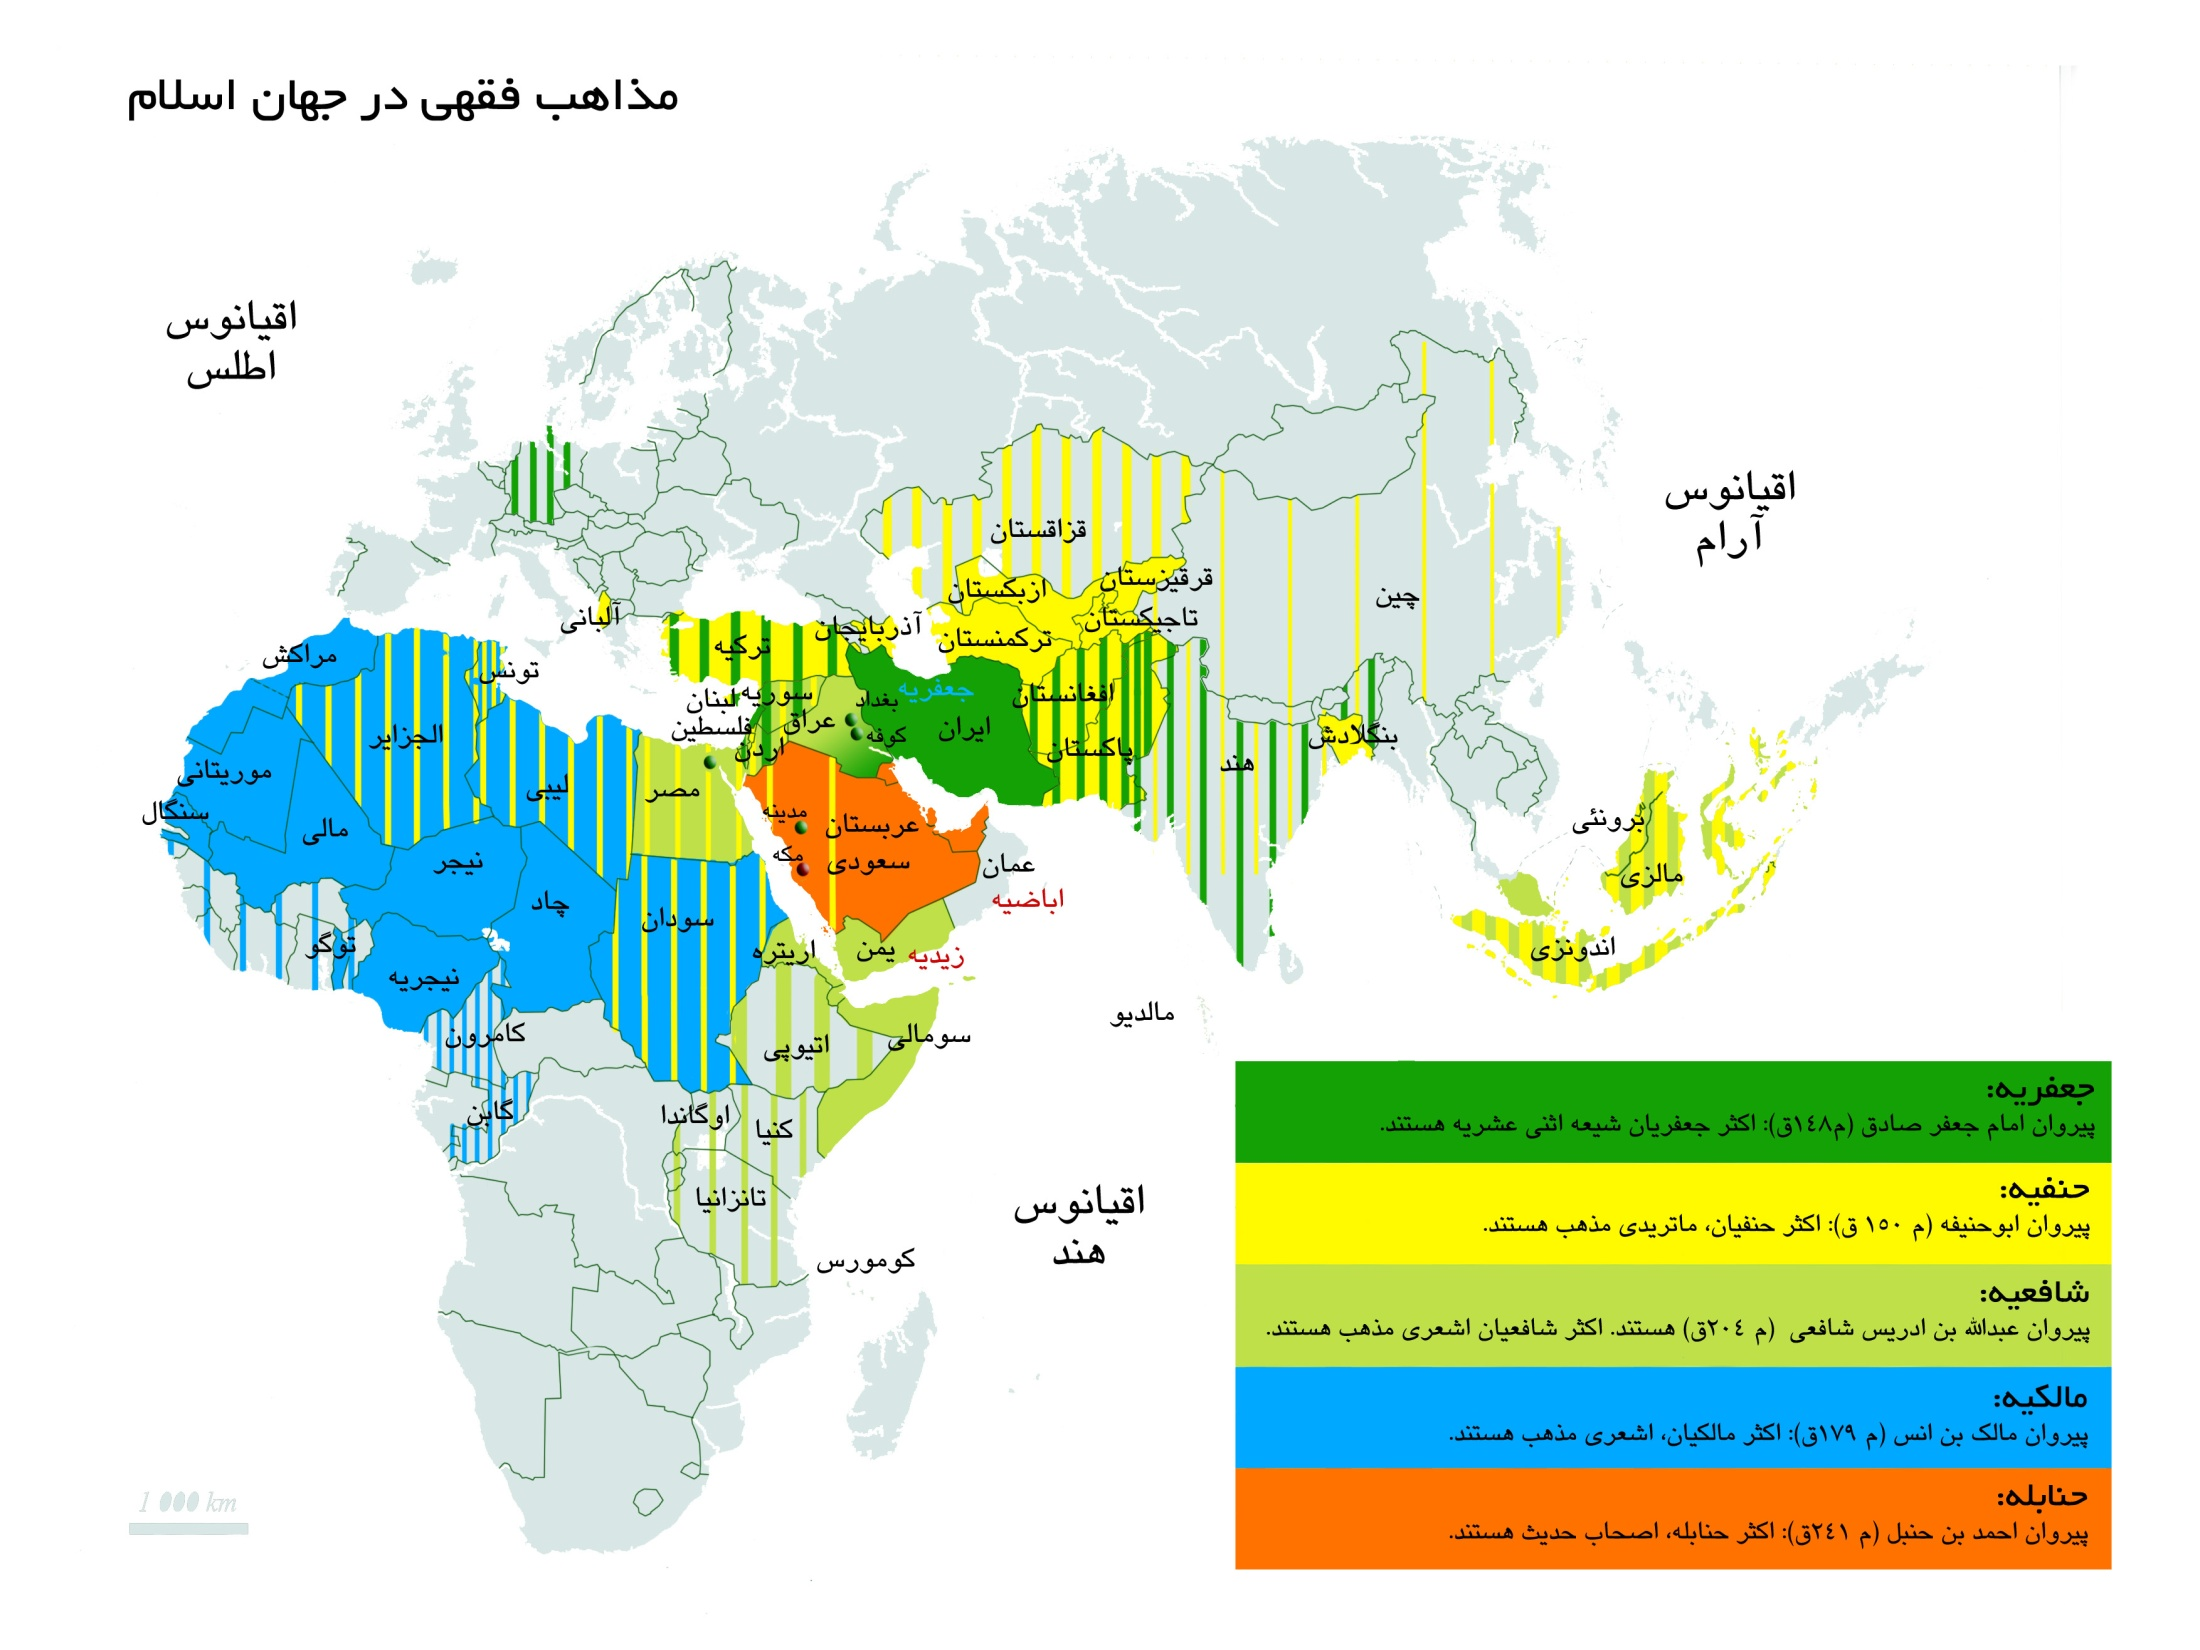 مذاهب فقهی در جهان اسلام
اقیانوس
اطلس
اقیانوس
آرام
قزاقستان
ازبکستان
قرقیزستان
تاجیکستان
ترکمنستان
چین
آلبانی
آذربایجان
ترکیه
مراکش
تونس
لبنان
سوریه
بغداد
جعفریه
افغانستان
فلسطین
عراق
کوفه
ایران
الجزایر
اردن
پاکستان
بنگلادش
هند
موریتانی
لیبی
مصر
سنگال
مالی
مدینه
عربستان
سعودی
مکه
برونئی
مالزی
نیجر
عمان
اباضیه
چاد
سودان
توگو
اریتره
یمن
زیدیه
اندونزی
نیجریه
مالدیو
کامرون
اتیوپی
سومالی
گابن
اوگاندا
کنیا
تانزانیا
اقیانوس
هند
کومورس
جعفریه:
پیروان امام جعفر صادق (م١٤٨ق): اکثر جعفریان شیعه اثنی عشریه هستند.
حنفیه:
پیروان ابوحنیفه (م ١٥٠ ق): اکثر حنفیان، ماتریدی مذهب هستند.
شافعیه:
پیروان عبدالله بن ادریس شافعی (م ٢٠٤ق) هستند. اکثر شافعیان اشعری مذهب هستند.
مالکیه:
پیروان مالک بن انس (م ١٧٩ق): اکثر مالکیان، اشعری مذهب هستند.
حنابله:
پیروان احمد بن حنبل (م ٢٤١ق): اکثر حنابله، اصحاب حدیث هستند.
1 000 km